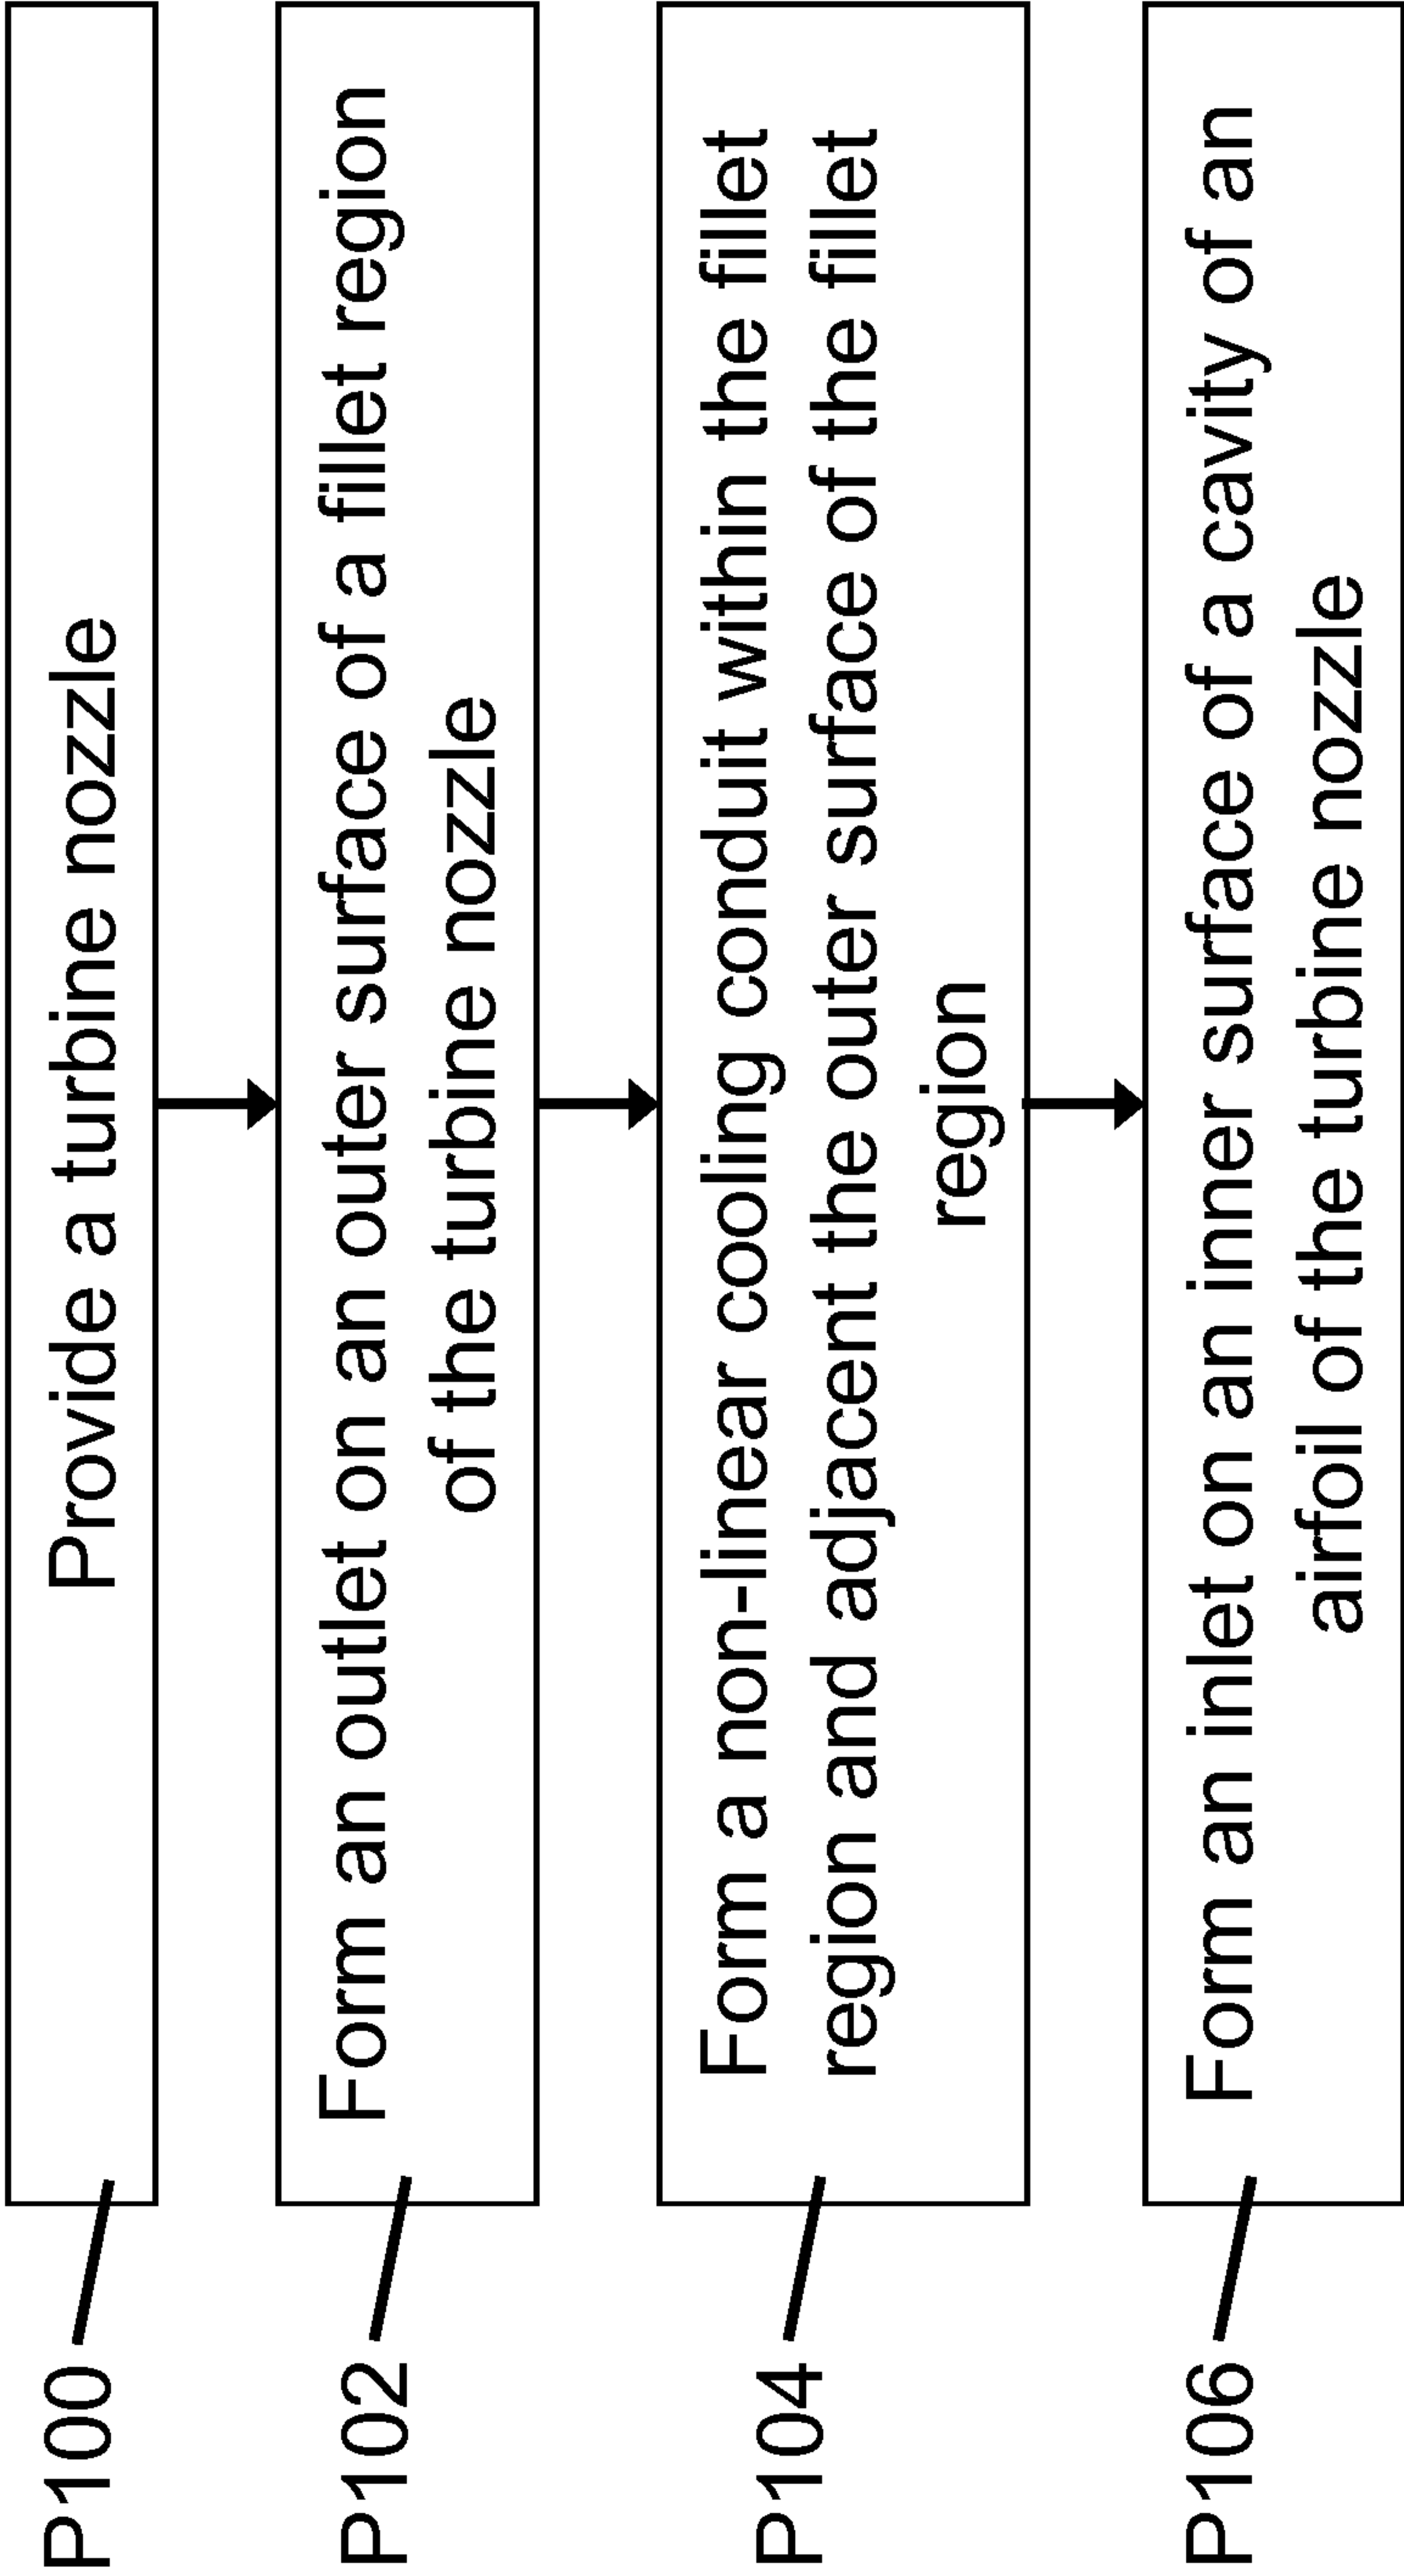 P100
Provide a turbine nozzle
P102
Form an outlet on an outer surface of a fillet region
of the turbine nozzle
P104
Form a non-linear cooling conduit within the fillet
region and adjacent the outer surface of the fillet
region
P106
Form an inlet on an inner surface of a cavity of an
airfoil of the turbine nozzle